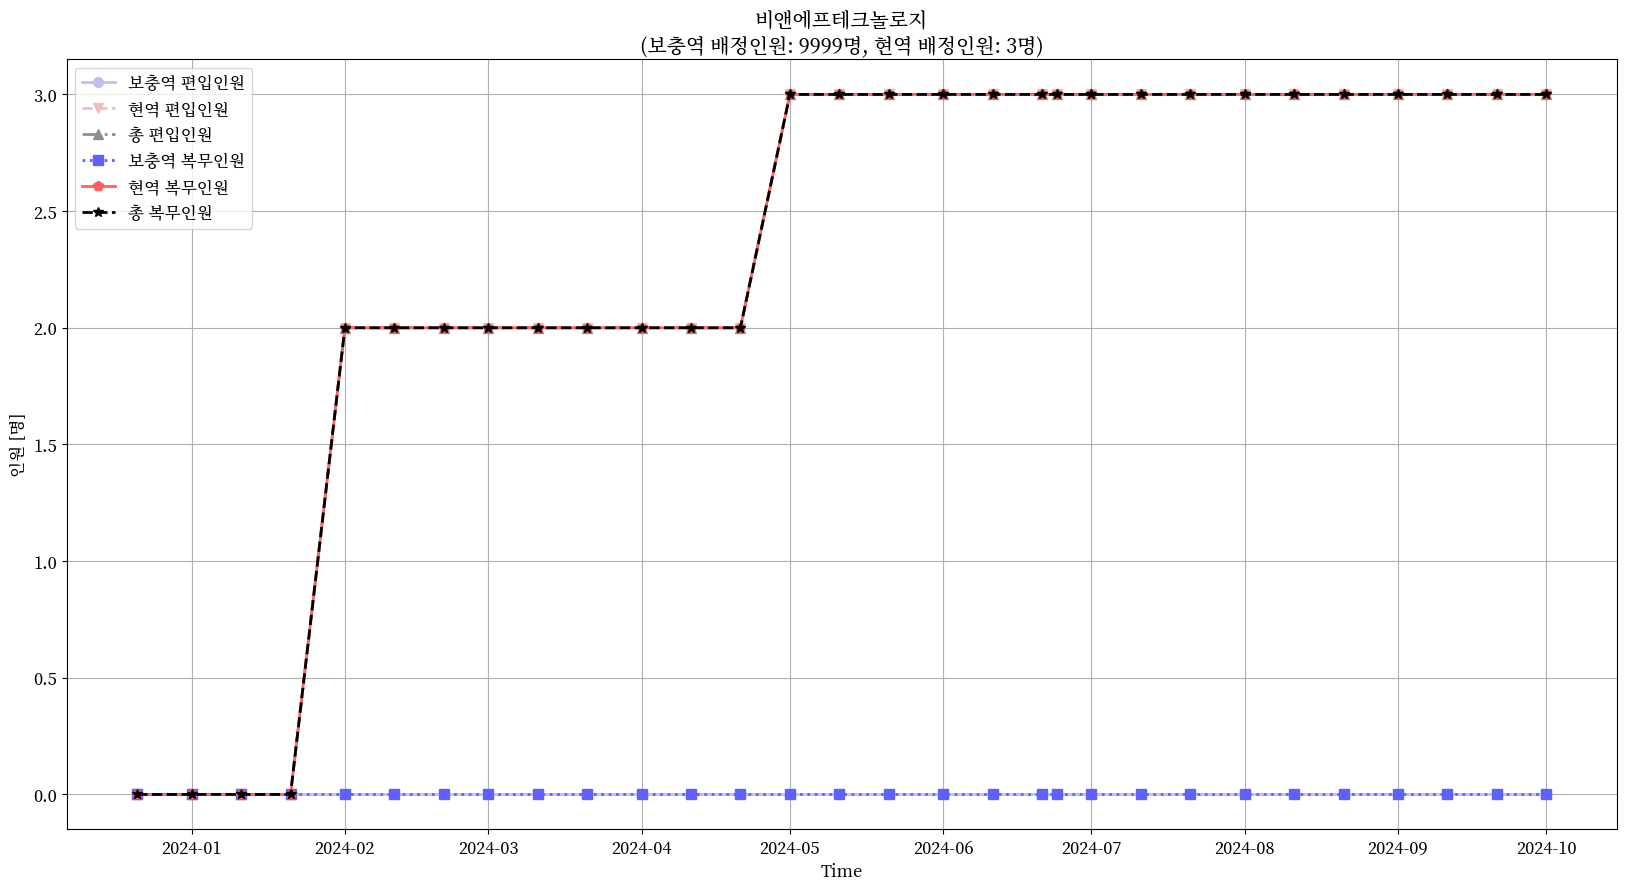 비앤에프테크놀로지
(보충역 배정인원: 9999명, 현역 배정인원: 3명)
보충역 편입인원
현역 편입인원
총 편입인원
보충역 복무인원
현역 복무인원
총 복무인원
인원 [명]
3.0
2.5
2.0
1.5
1.0
0.5
0.0
2024-01
2024-02
2024-03
2024-04
2024-05
2024-06
2024-07
2024-08
2024-09
2024-10
Time